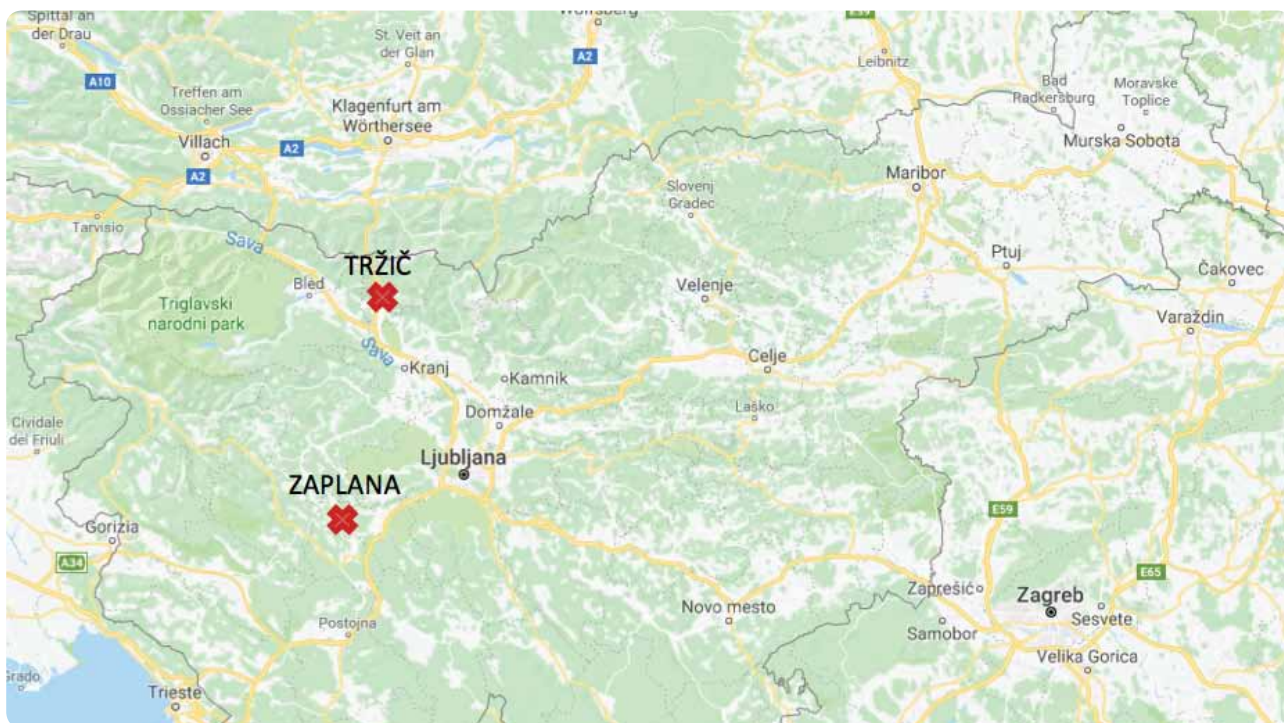 Spittal an
der Drau
Wolfsberg
E59
St. Veit an
der Glan
A2
Leibnitz
A10
Treffen am
Ossiacher See
Klagenfurt am
Wörthersee
Bad
Radkersburg
Moravske
Toplice
Villach
A2
Murska Sobota
A2
Maribor
Slovenj
Gradec
Tarvisio
Sava
Ptuj
TRŽIČ
Čakovec
Bled
Velenje
Triglavski
narodni park
Varaždin
Sava
Kranj
Celje
Kamnik
Laško
Domžale
Cividale
del Friuli
Ljubljana
ZAPLANA
E59
Gorizia
A34
E65
Zaprešić
Zagreb
Novo mesto
Sesvete
Postojna
Samobor
Velika Gorica
Grado
Trieste